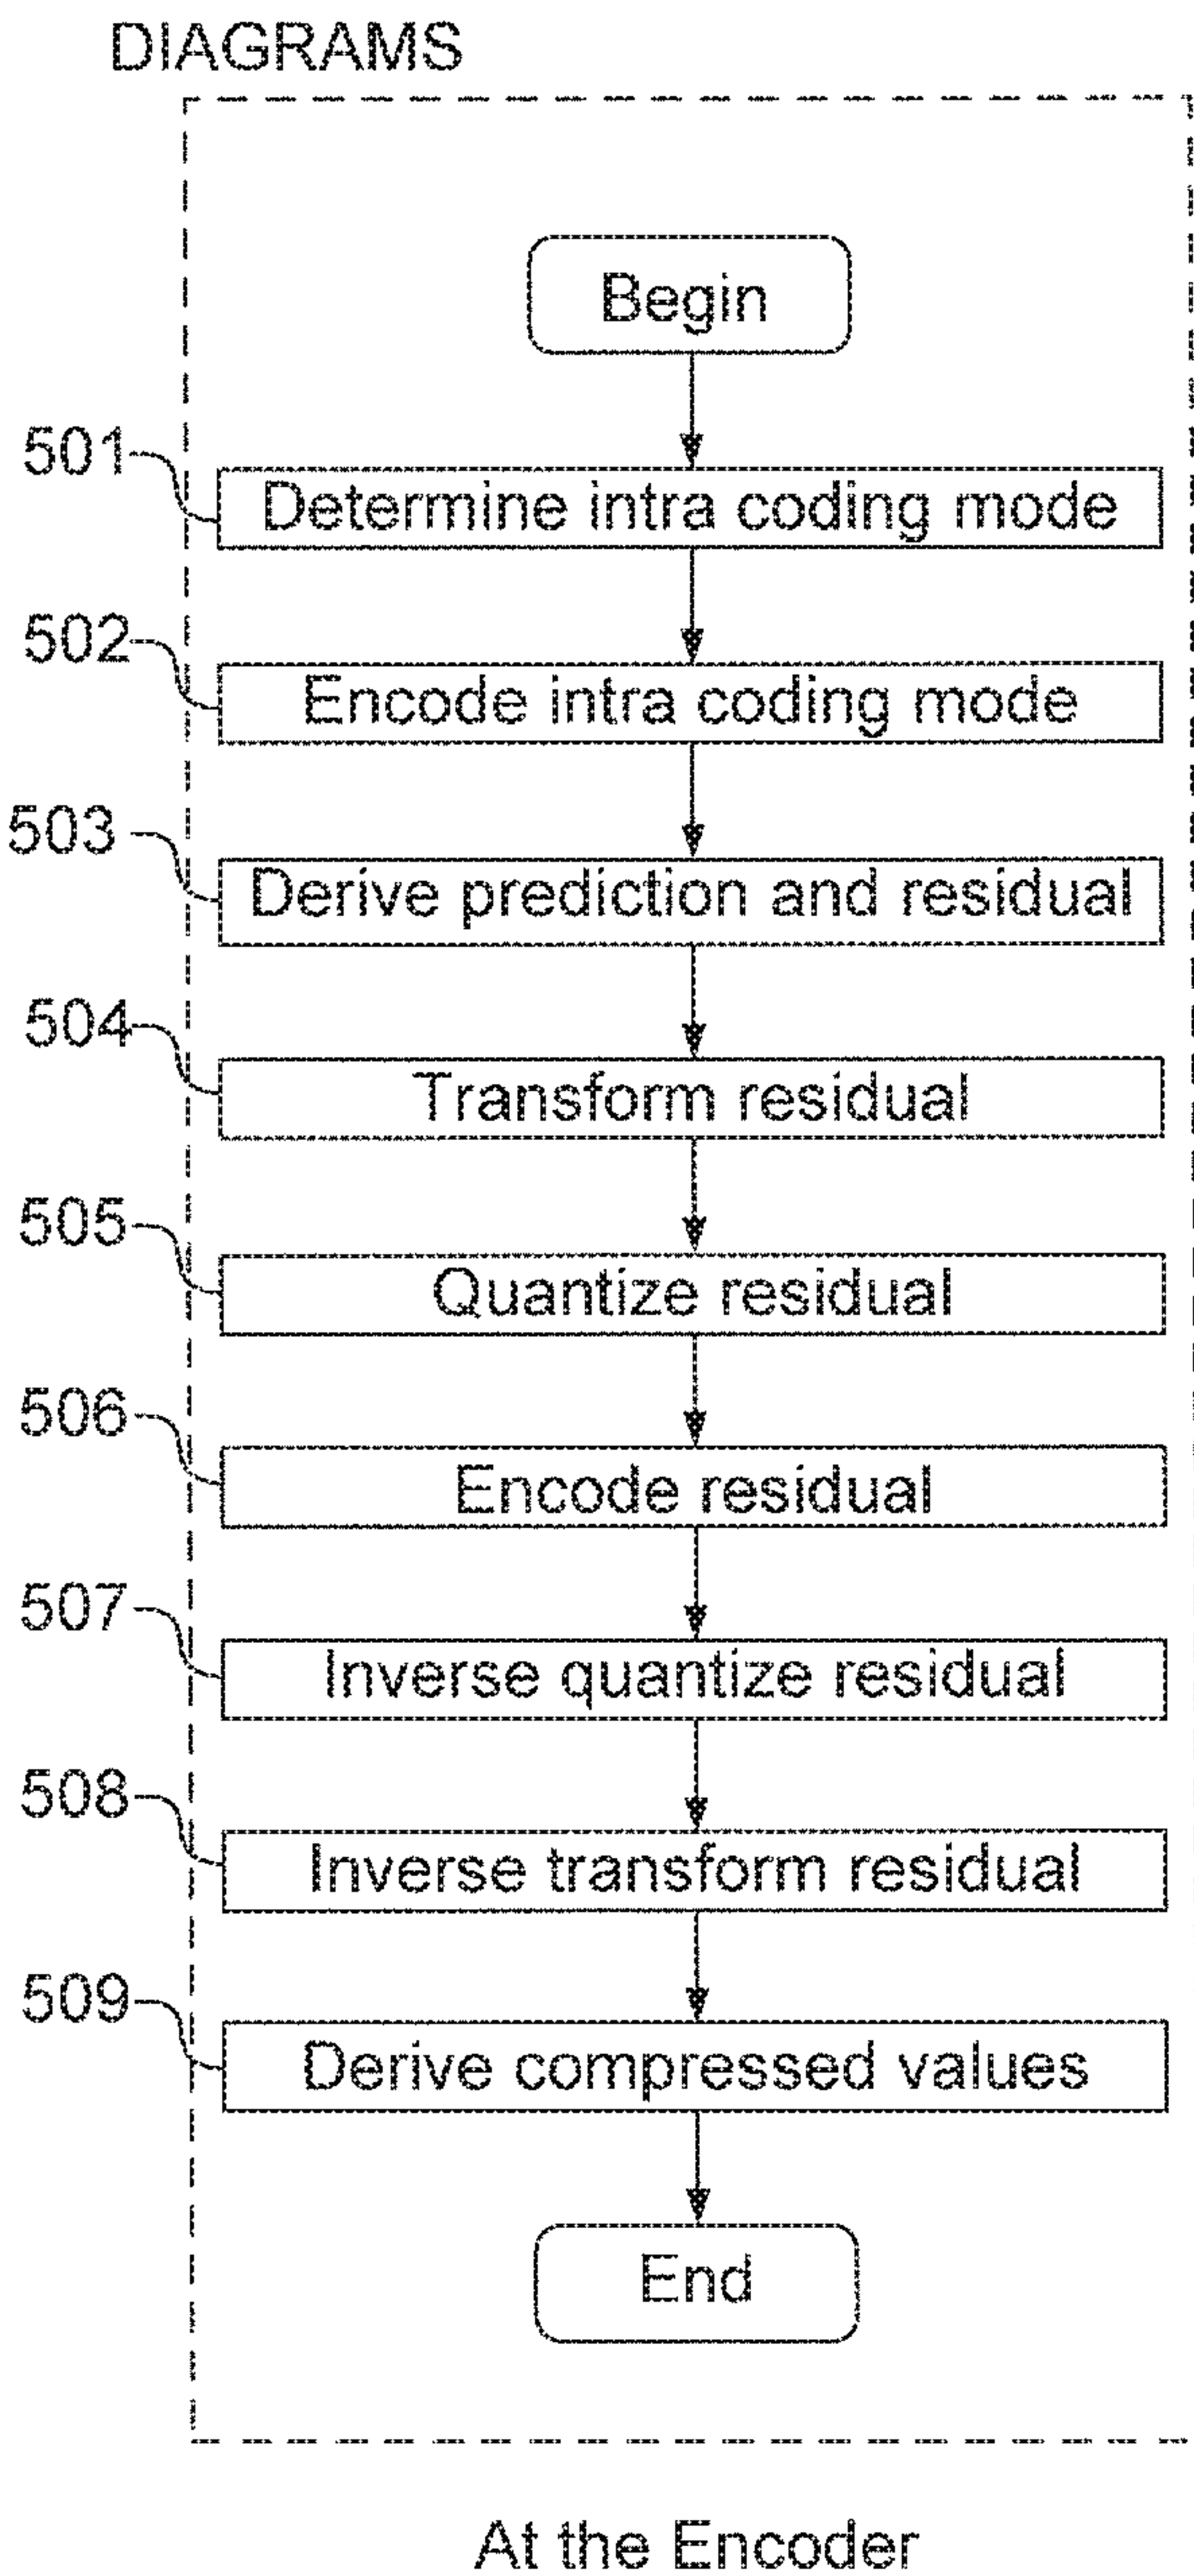 DIAGRAMS
Begin
501
Determine intra coding mode
502
Encode intra coding mode
503
Derive prediction and residual
504
Transform residual
505
Quantize residual
506
Encode residual
507
Inverse quantize residual
508
Inverse transform residual
509
Derive compressed values
End
At the Encoder